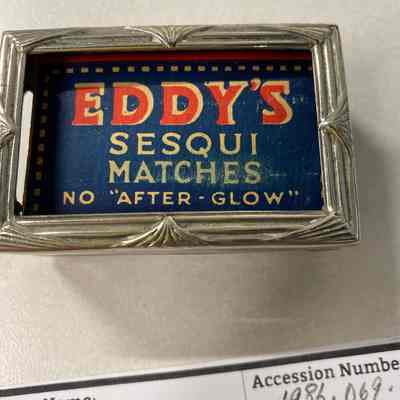 EDDY'S
SESQUI
MATCHES
NO "AFTER-GLOW"
Accession Numbe
1986.069.